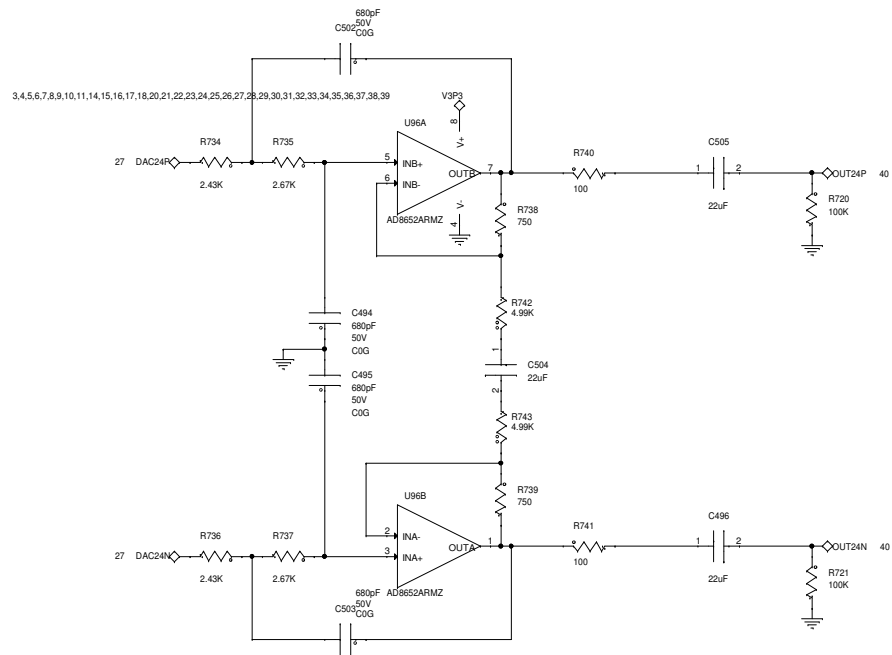 680pF
50V
C502
C0G
3,4,5,6,7,8,9,10,11,14,15,16,17,18,20,21,22,23,24,25,26,27,28,29,30,31,32,33,34,35,36,37,38,39
V3P3
8
V+
U96A
R734
R735
5
INB+
6
INB-
OUTB
7
27 DAC24P
2.43K
2.67K
V-
4
AD8652ARMZ
R740
100
C505
1
2
22uF
OUT24P 40
R720
100K
R738
750
R742
4.99K
C494
680pF
50V
C0G
1
C504
22uF
2
C495
680pF
50V
C0G
R743
4.99K
R739
750
U96B
2
INA-
3
INA+
OUTA
1
R736
R737
27 DAC24N
2.43K
2.67K
AD8652ARMZ
R741
100
C496
1
2
22uF
OUT24N 40
R721
100K
680pF
50V
C503
C0G